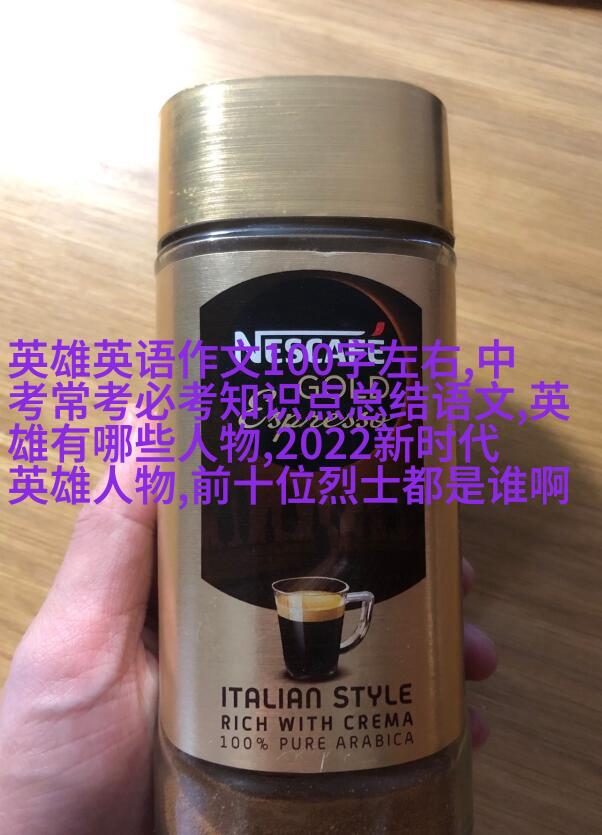 NESCAFÉ
英雄英语作文100字左右,中
GOLD
考常考必考知识点总结语文,英
Espresso
雄有哪些人物,2022新时代
英雄人物,前十位烈士都是谁啊
ITALIAN STYLE
RICH WITH CREMA
100% PURE ARABICA